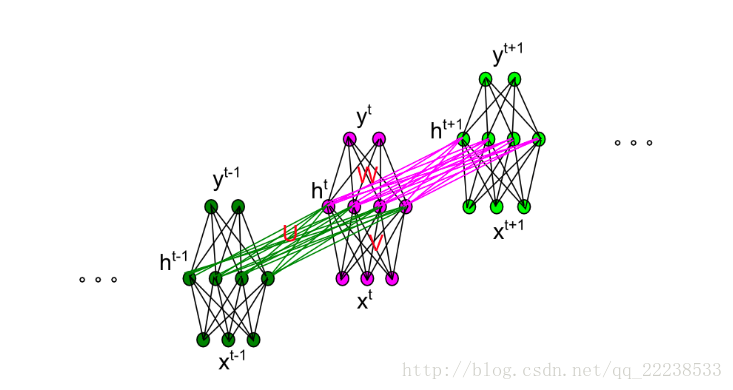 y^t+1
h^t+1
y^t
W
h^t
x^t+1
y^t-1
U
V
h^t-1
x^t
x^t-1
http://blog.csdn.net/qq_22238533